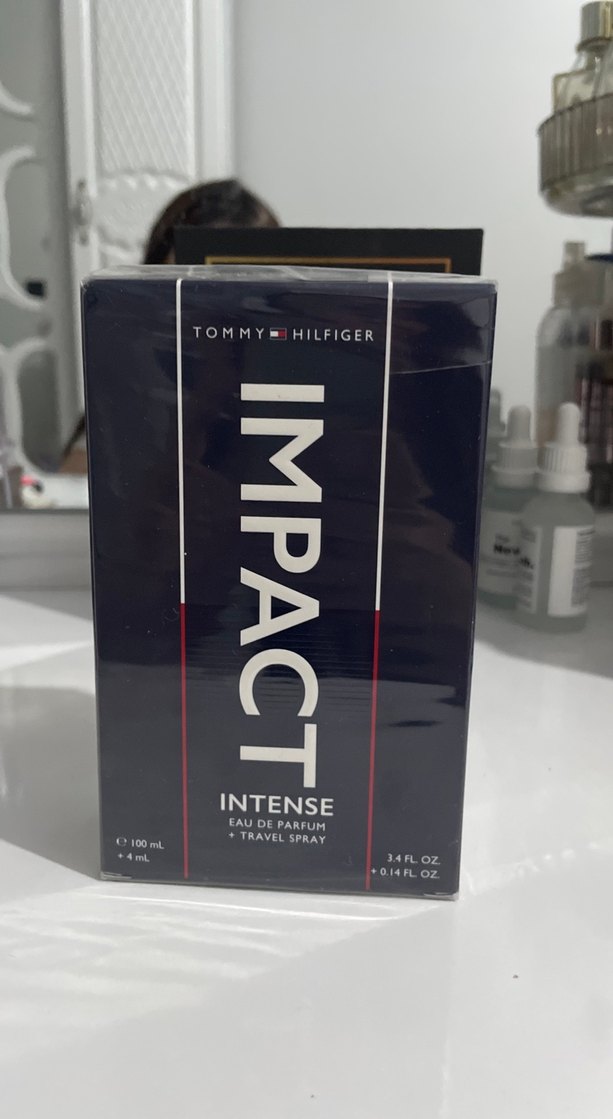 TOMMY HILFIGER
IMPACT
INTENSE
EAU DE PARFUM
+ TRAVEL SPRAY
℮ 100 mL
+ 4 mL
3.4 FL. OZ.
+ 0.14 FL. OZ.